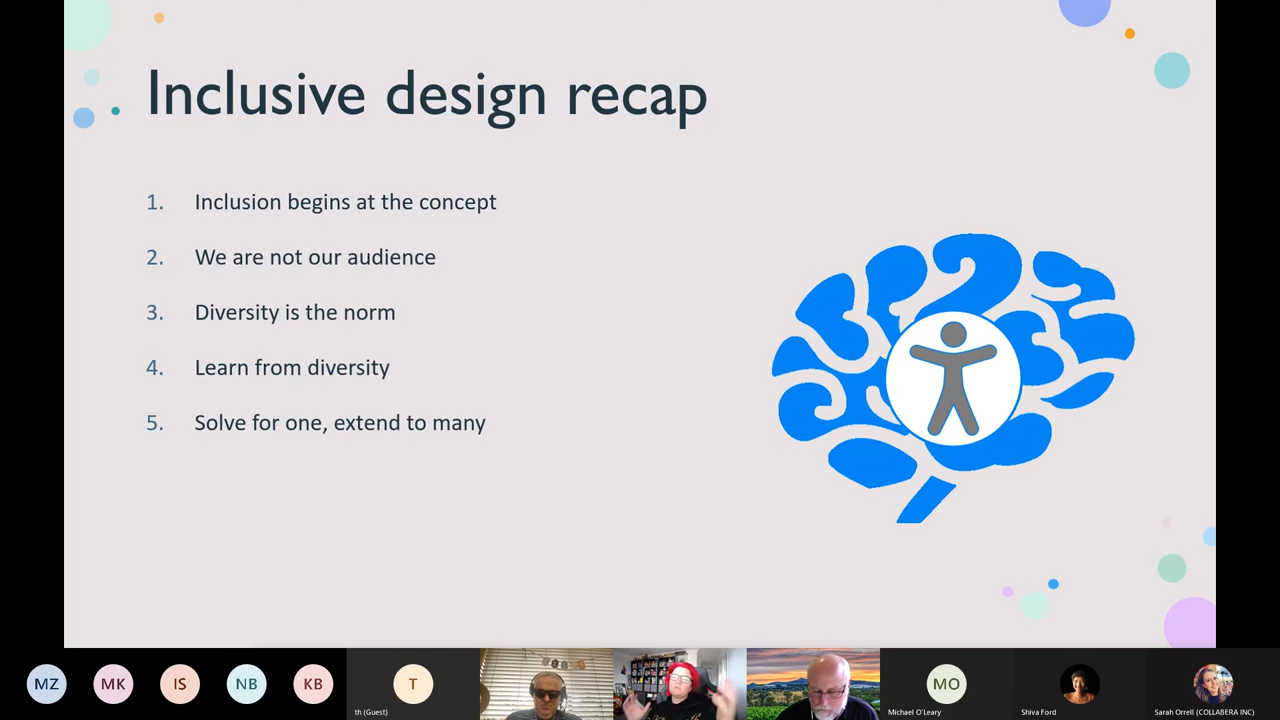 Inclusive design recap
1. Inclusion begins at the concept
2. We are not our audience
3. Diversity is the norm
4. Learn from diversity
5. Solve for one, extend to many
MZ
MK
IS
NB
KB
T
th (Guest)
MO
Michael O'Leary
Shiva Ford
Sarah Orrell (COLLABERA INC)